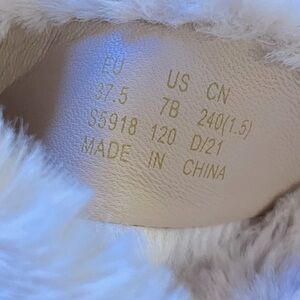 EU US CN
37.5 7B 240(1.5)
S5918 120 D/21
MADE IN CHINA